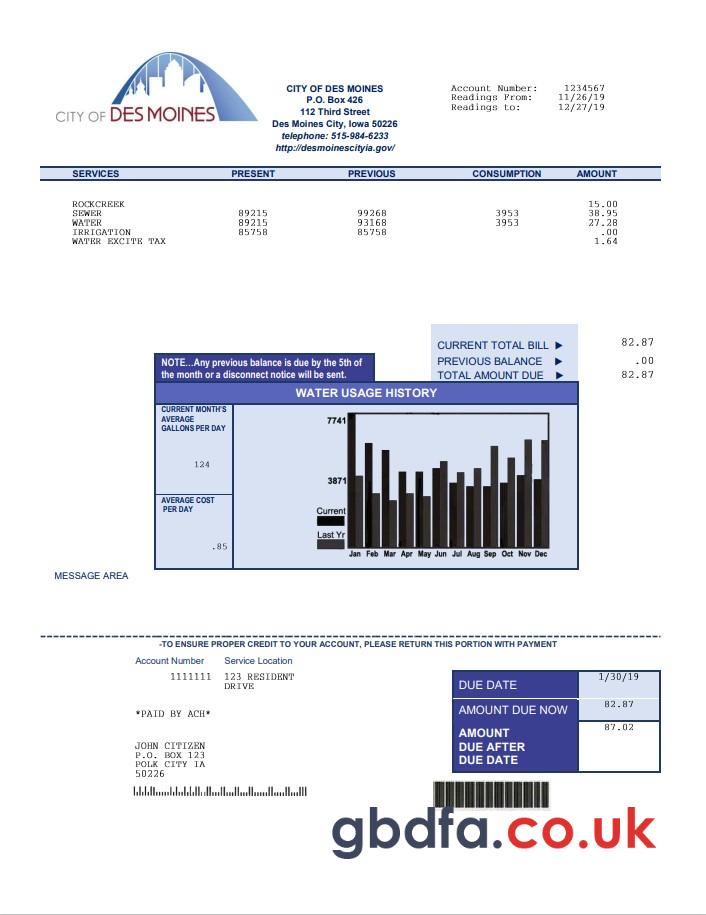 CITY OF DES MOINES
CITY OF DES MOINES
P.O. Box 426
112 Third Street
Des Moines City, Iowa 50226
telephone: 515-984-6233
http://desmoinescityia.gov/
Account Number: 1234567
Readings From: 11/26/19
Readings to: 12/27/19
SERVICES PRESENT PREVIOUS CONSUMPTION AMOUNT
ROCKCREEK 15.00
SEWER 89215 99268 3953 38.95
WATER 89215 93168 3953 27.28
IRRIGATION 85758 85758 .00
WATER EXCITE TAX 1.64
CURRENT TOTAL BILL ► 82.87
PREVIOUS BALANCE ► .00
TOTAL AMOUNT DUE ► 82.87
NOTE...Any previous balance is due by the 5th of
the month or a disconnect notice will be sent.
WATER USAGE HISTORY
CURRENT MONTH'S
AVERAGE
GALLONS PER DAY
124
AVERAGE COST
PER DAY
.85
7741
3871
Current
Last Yr
Jan Feb Mar Apr May Jun Jul Aug Sep Oct Nov Dec
MESSAGE AREA
-TO ENSURE PROPER CREDIT TO YOUR ACCOUNT, PLEASE RETURN THIS PORTION WITH PAYMENT
Account Number Service Location
1111111 123 RESIDENT
DRIVE
*PAID BY ACH*
JOHN CITIZEN
P.O. BOX 123
POLK CITY IA
50226
DUE DATE 1/30/19
AMOUNT DUE NOW 82.87
AMOUNT 87.02
DUE AFTER
DUE DATE
gbdfa.co.uk